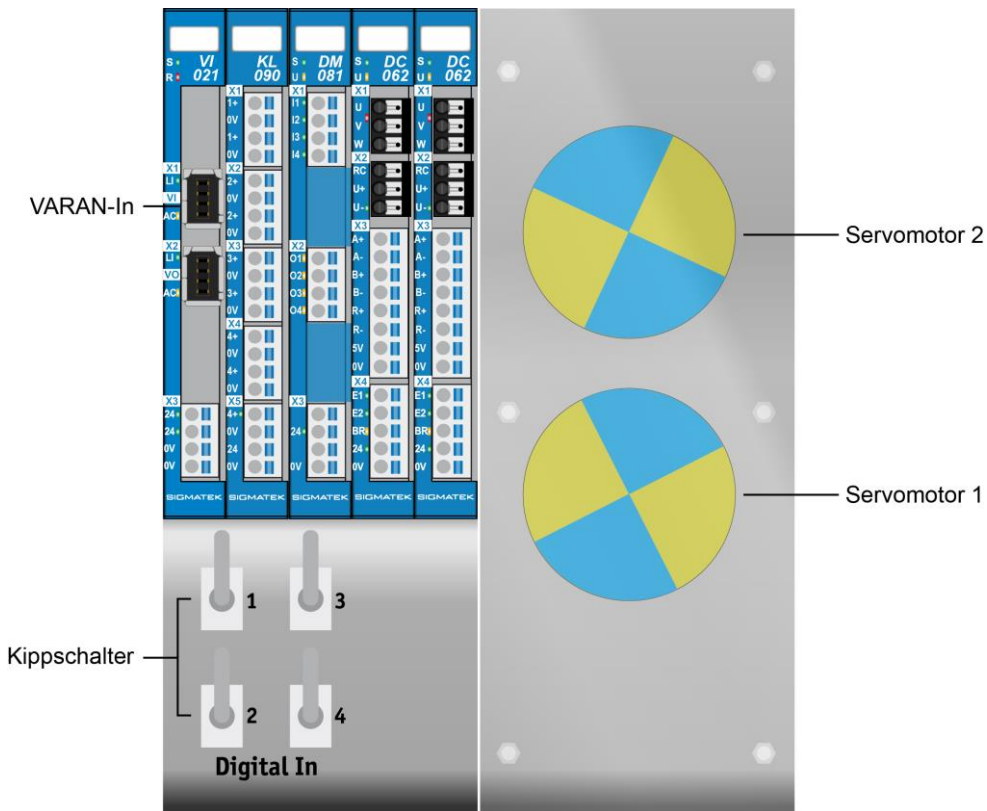 S VI
R 021
KL
090
S DM
U 081
S DC
U 062
S DC
U 062
X1
LI
VI
AC
X2
LI
VO
AC
X3
24
24
0V
0V
SIGMATEK
X1
1+
0V
1+
0V
X2
2+
0V
2+
0V
X3
3+
0V
3+
0V
X4
4+
0V
4+
0V
X5
4+
0V
24
0V
SIGMATEK
X1
I1
I2
I3
I4
X2
O1
O2
O3
O4
X3
24
0V
SIGMATEK
X1
U
V
W
X2
RC
U+
U-
X3
A+
A-
B+
B-
R+
R-
5V
0V
X4
E1
E2
BR
24
0V
SIGMATEK
X1
U
V
W
X2
RC
U+
U-
X3
A+
A-
B+
B-
R+
R-
5V
0V
X4
E1
E2
BR
24
0V
SIGMATEK
VARAN-In
Servomotor 2
Servomotor 1
Kippschalter
1 3
2 4
Digital In